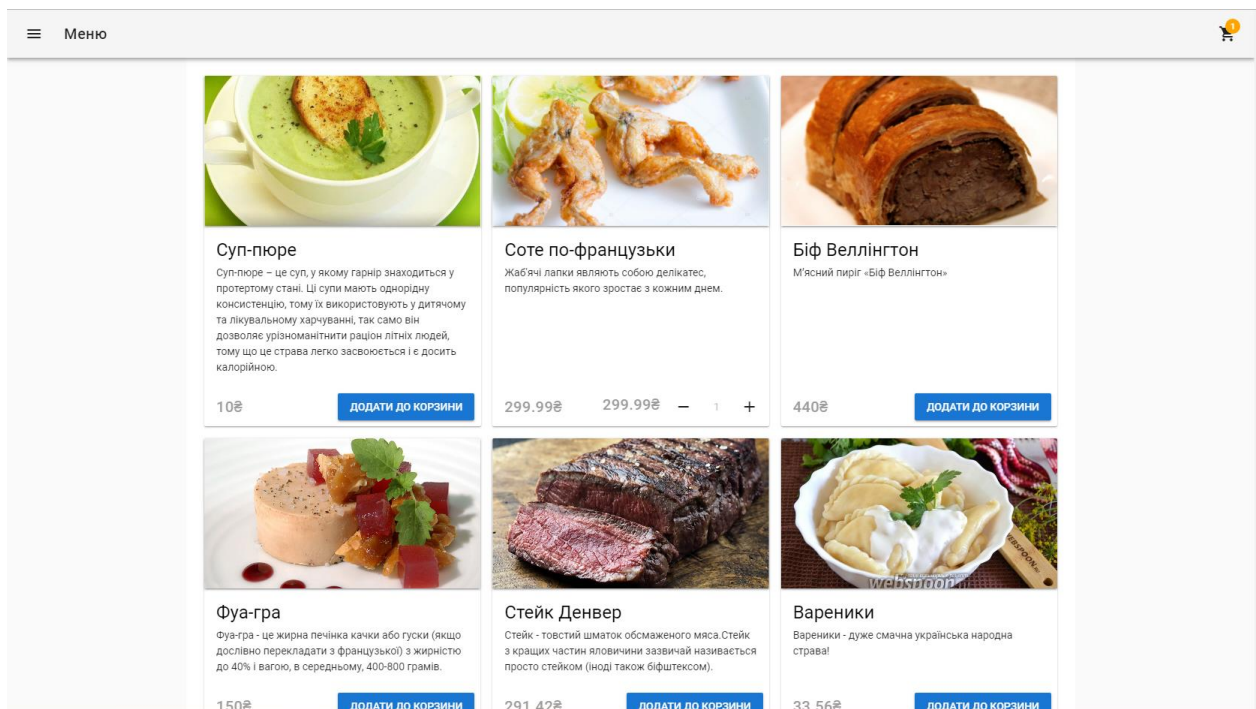 Меню
1
Суп-пюре
Суп-пюре – це суп, у якому гарнір знаходиться у
протертому стані. Ці супи мають однорідну
консистенцію, тому їх використовують у дитячому
та лікувальному харчуванні, так само він
дозволяє урізноманітнити раціон літніх людей,
тому що це страва легко засвоюється і є досить
калорійною.
10₴
ДОДАТИ ДО КОРЗИНИ
Соте по-французьки
Жаб'ячі лапки являють собою делікатес,
популярність якого зростає з кожним днем.
299.99₴ 299.99₴ − 1 +
Біф Веллінгтон
М'ясний пиріг «Біф Веллінгтон»
440₴
ДОДАТИ ДО КОРЗИНИ
Фуа-гра
Фуа-гра - це жирна печінка качки або гуски (якщо
дослівно перекладати з французької) з жирністю
до 40% і вагою, в середньому, 400-800 грамів.
150₴
ДОДАТИ ДО КОРЗИНИ
Стейк Денвер
Стейк - товстий шматок обсмаженого мяса.Стейк
з кращих частин яловичини зазвичай називається
просто стейком (іноді також біфштексом).
291.42₴
ДОДАТИ ДО КОРЗИНИ
webspoon
Вареники
Вареники - дуже смачна українська народна
страва!
33.56₴
ДОДАТИ ДО КОРЗИНИ